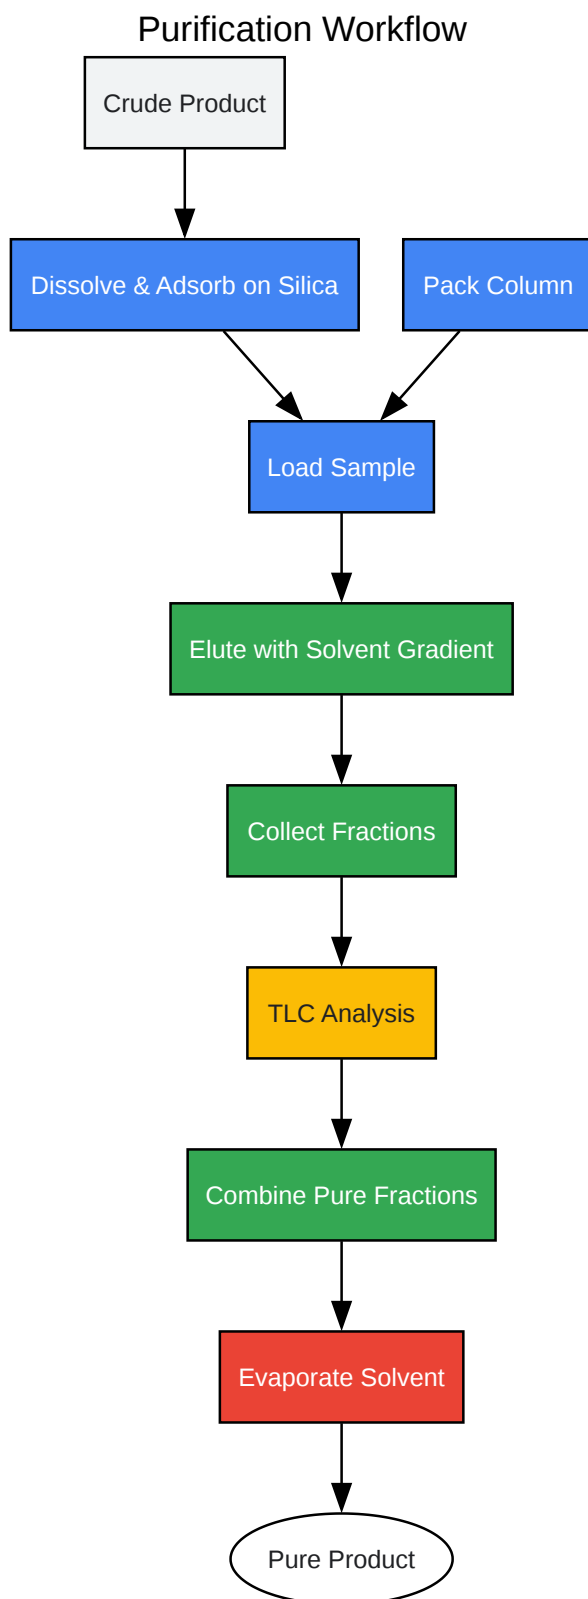 Purification Workflow
Crude Product
Dissolve & Adsorb on Silica
Pack Column
Load Sample
Elute with Solvent Gradient
Collect Fractions
TLC Analysis
Combine Pure Fractions
Evaporate Solvent
Pure Product